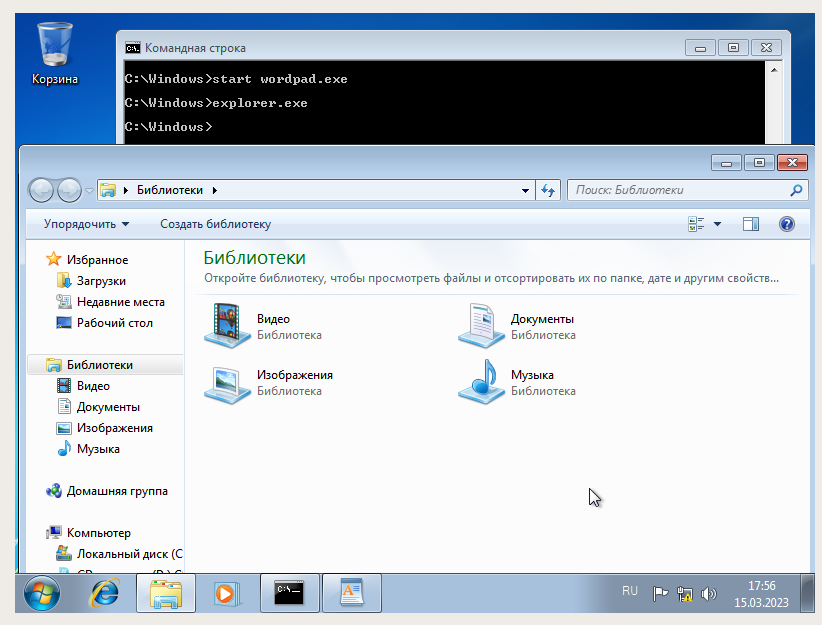 Корзина
Командная строка
C:\Windows>start wordpad.exe
C:\Windows>explorer.exe
C:\Windows>
Библиотеки
Поиск: Библиотеки
Упорядочить
Создать библиотеку
Избранное
Загрузки
Недавние места
Рабочий стол
Библиотеки
Видео
Документы
Изображения
Музыка
Домашняя группа
Компьютер
Локальный диск (C
Библиотеки
Откройте библиотеку, чтобы просмотреть файлы и отсортировать их по папке, дате и другим свойств...
Видео
Библиотека
Документы
Библиотека
Изображения
Библиотека
Музыка
Библиотека
RU
17:56
15.03.2023